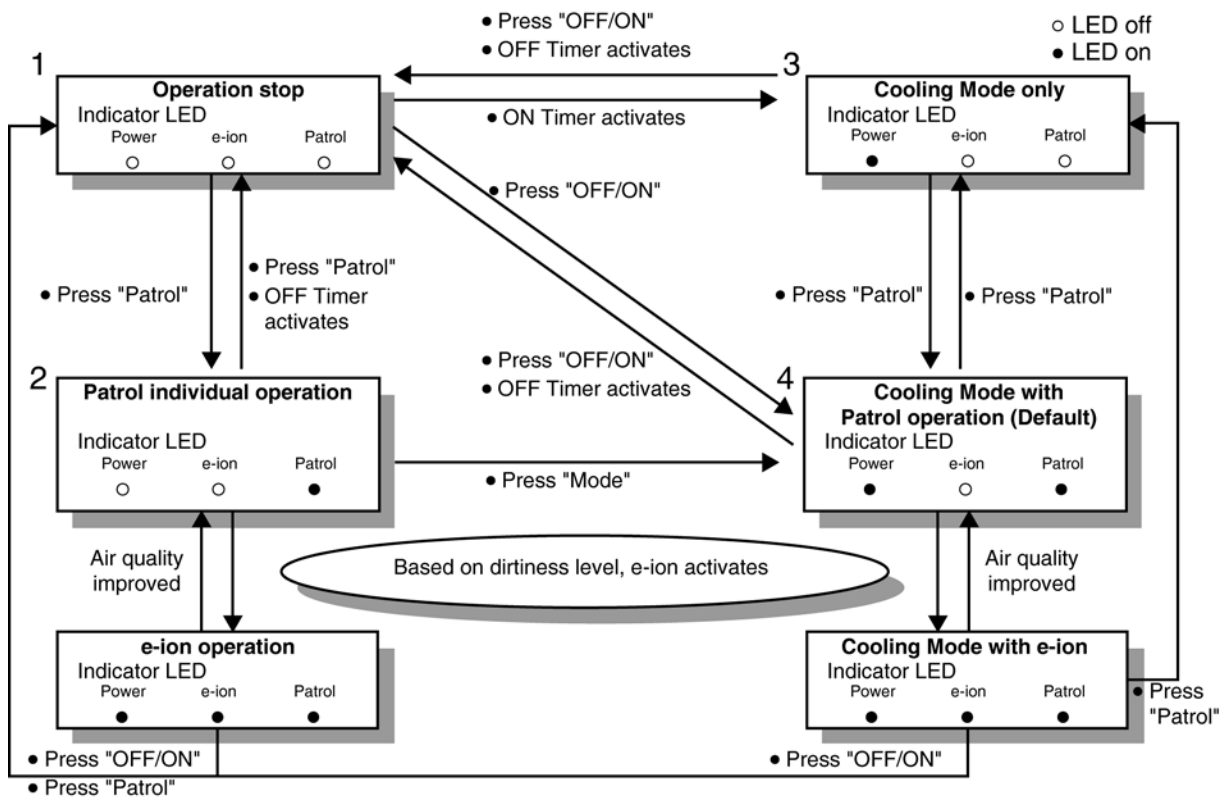 ● Press "OFF/ON"
● OFF Timer activates
○ LED off
● LED on
1
Operation stop
Indicator LED
Power e-ion Patrol
● ON Timer activates
3
Cooling Mode only
Indicator LED
Power e-ion Patrol
● Press "OFF/ON"
● Press "Patrol"
● Press "Patrol"
● OFF Timer
activates
● Press "Patrol"
● Press "Patrol"
● Press "OFF/ON"
● OFF Timer activates
2
Patrol individual operation
Indicator LED
Power e-ion Patrol
● Press "Mode"
4
Cooling Mode with
Patrol operation (Default)
Indicator LED
Power e-ion Patrol
Air quality
improved
Based on dirtiness level, e-ion activates
Air quality
improved
e-ion operation
Indicator LED
Power e-ion Patrol
● Press "OFF/ON"
● Press "Patrol"
Cooling Mode with e-ion
Indicator LED
Power e-ion Patrol
● Press "OFF/ON"
● Press
"Patrol"